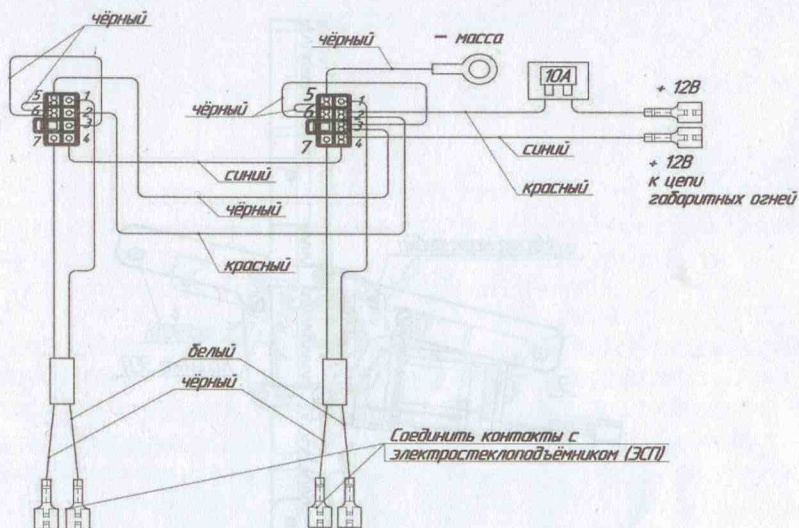 чёрный
чёрный
− масса
10А
+ 12В
5
1
6
2
3
7
4
чёрный
5
1
6
2
3
7
4
синий
+ 12В
к цепи
габаритных огней
синий
красный
чёрный
красный
белый
чёрный
Соединить контакты с
электростеклоподъёмником (ЭСП)